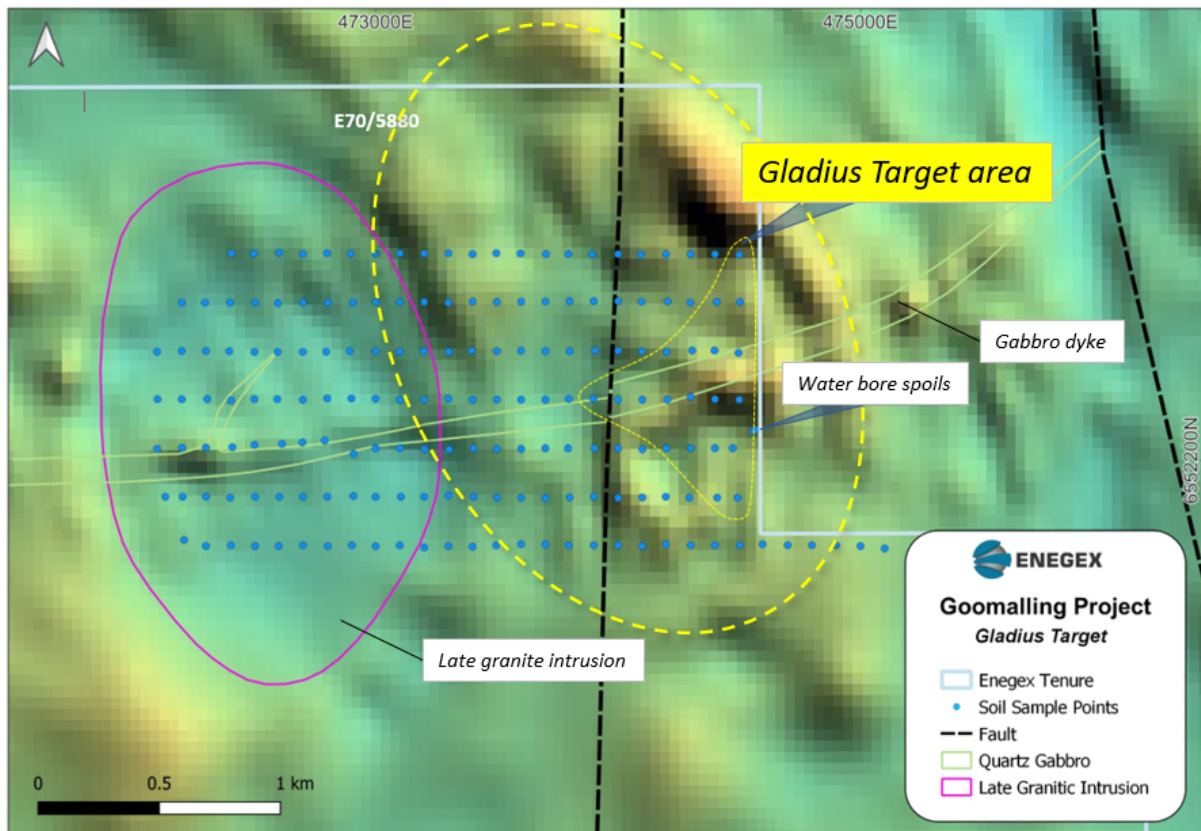 473000E
475000E
E70/5880
Gladius Target area
Gabbro dyke
Water bore spoils
6552200N
Late granite intrusion
ENEGEX
Goomalling Project
Gladius Target
Enegex Tenure
Soil Sample Points
Fault
Quartz Gabbro
Late Granitic Intrusion
0 0.5 1 km